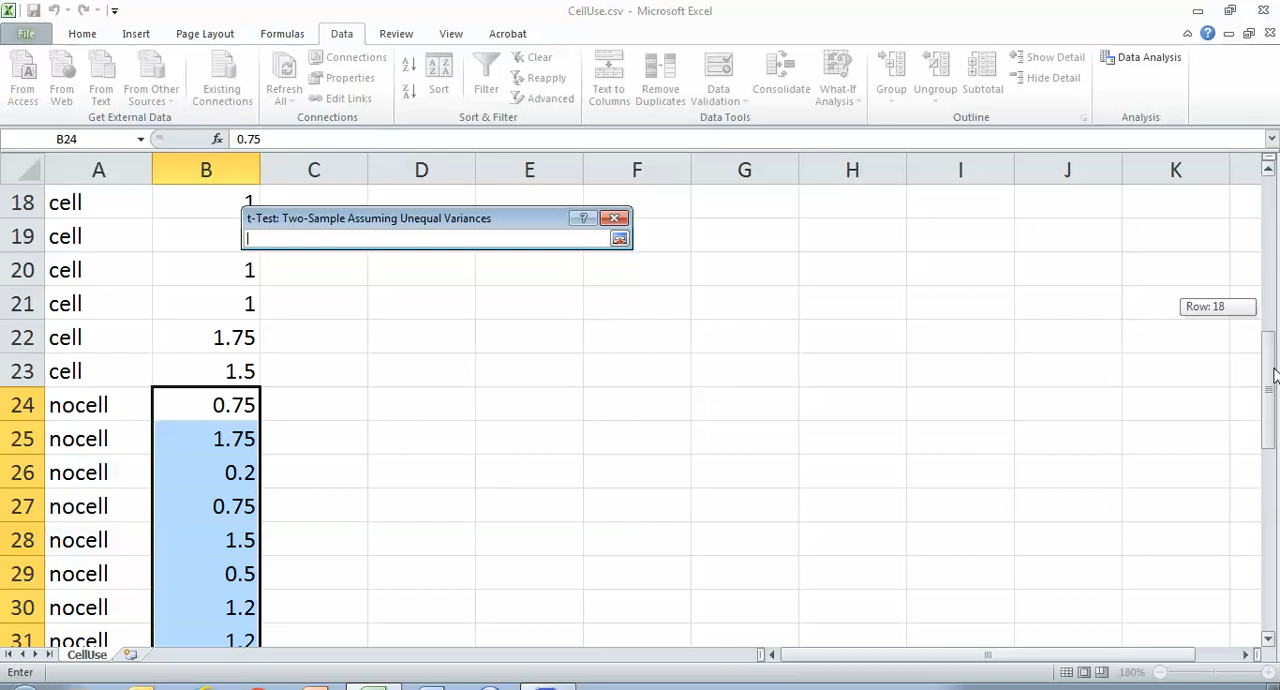 CellUse.csv - Microsoft Excel
File Home Insert Page Layout Formulas Data Review View Acrobat
Connections Clear Show Detail Data Analysis
Properties Reapply Hide Detail
From Access From Web From Text From Other Sources Existing Connections Refresh All Edit Links Sort Filter Advanced Text to Columns Remove Duplicates Data Validation Consolidate What-If Analysis Group Ungroup Subtotal
Get External Data Connections Sort & Filter Data Tools Outline Analysis
B24 fx 0.75
A B C D E F G H I J K
18 cell 1
t-Test: Two-Sample Assuming Unequal Variances
19 cell
20 cell 1
21 cell 1
Row: 18
22 cell 1.75
23 cell 1.5
24 nocell 0.75
25 nocell 1.75
26 nocell 0.2
27 nocell 0.75
28 nocell 1.5
29 nocell 0.5
30 nocell 1.2
31 nocell 1.2
CellUse
Enter 180%